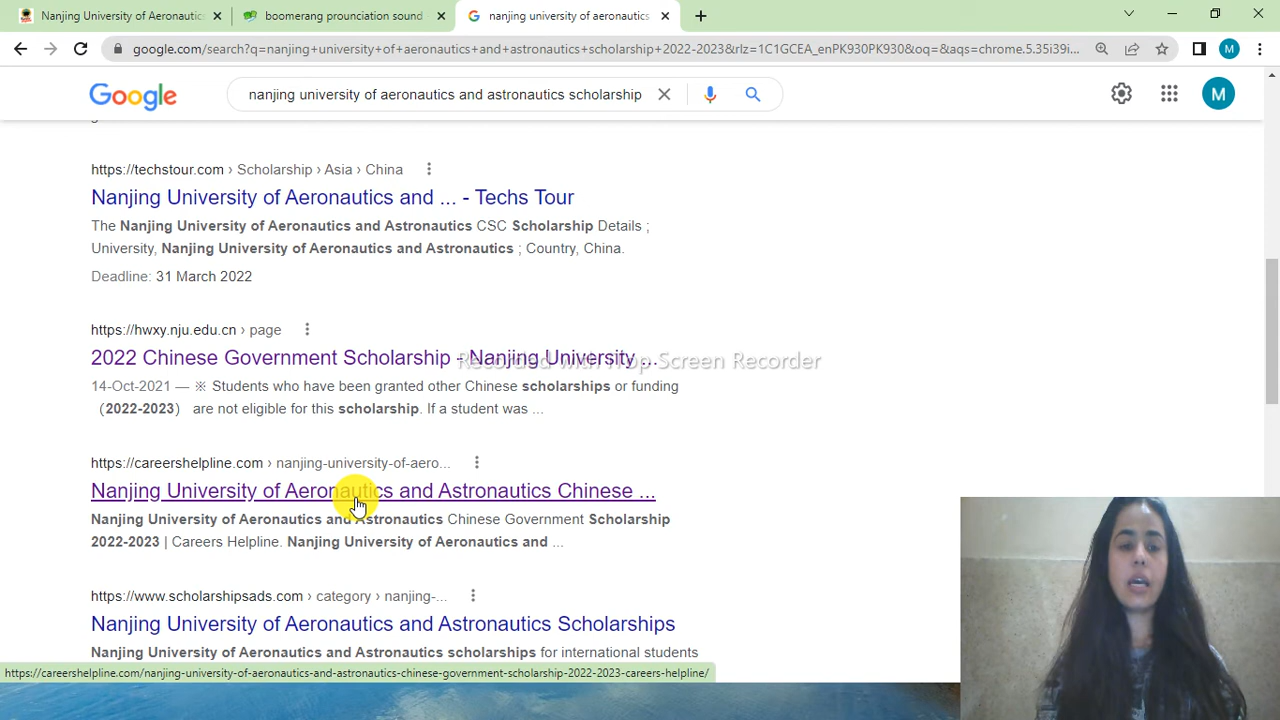 Nanjing University of Aeronautics
boomerang prounciation sound -
nanjing university of aeronautics
google.com/search?q=nanjing+university+of+aeronautics+and+astronautics+scholarship+2022-2023&rlz=1C1GCEA_enPK930PK930&oq=&aqs=chrome.5.35i39i...
M
Google
nanjing university of aeronautics and astronautics scholarship
M
https://techstour.com › Scholarship › Asia › China
Nanjing University of Aeronautics and ... - Techs Tour
The Nanjing University of Aeronautics and Astronautics CSC Scholarship Details ;
University, Nanjing University of Aeronautics and Astronautics ; Country, China.
Deadline: 31 March 2022
https://hwxy.nju.edu.cn › page
2022 Chinese Government Scholarship - Nanjing University ...
Recorded with iTop Screen Recorder
14-Oct-2021 — ※ Students who have been granted other Chinese scholarships or funding
（2022-2023） are not eligible for this scholarship. If a student was ...
https://careershelpline.com › nanjing-university-of-aero...
Nanjing University of Aeronautics and Astronautics Chinese ...
Nanjing University of Aeronautics and Astronautics Chinese Government Scholarship
2022-2023 | Careers Helpline. Nanjing University of Aeronautics and ...
https://www.scholarshipsads.com › category › nanjing-...
Nanjing University of Aeronautics and Astronautics Scholarships
Nanjing University of Aeronautics and Astronautics scholarships for international students
https://careershelpline.com/nanjing-university-of-aeronautics-and-astronautics-chinese-government-scholarship-2022-2023-careers-helpline/